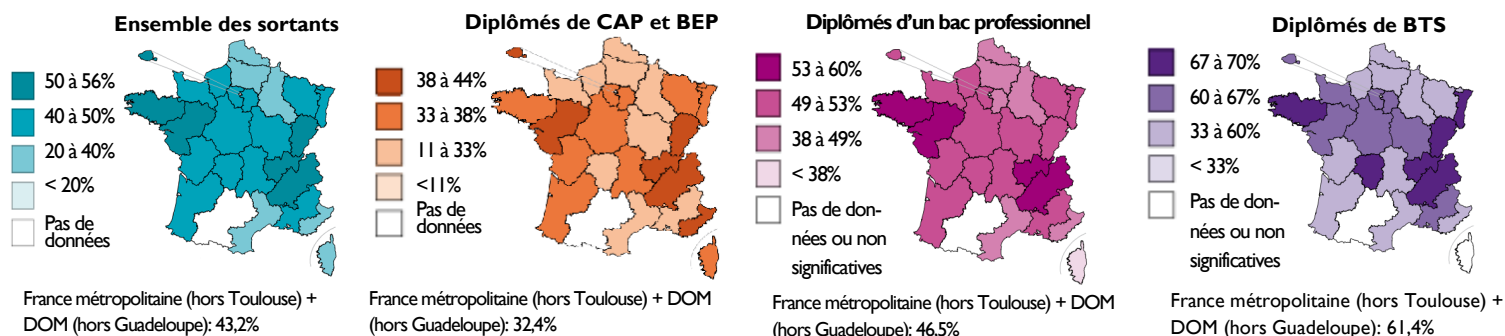 Ensemble des sortants
50 à 56%
40 à 50%
20 à 40%
< 20%
Pas de
données
France métropolitaine (hors Toulouse) +
DOM (hors Guadeloupe): 43,2%
Diplômés de CAP et BEP
38 à 44%
33 à 38%
11 à 33%
<11%
Pas de
données
France métropolitaine (hors Toulouse) + DOM
(hors Guadeloupe): 32,4%
Diplômés d’un bac professionnel
53 à 60%
49 à 53%
38 à 49%
< 38%
Pas de don-
nées ou non
significatives
France métropolitaine (hors Toulouse) + DOM
(hors Guadeloupe): 46,5%
Diplômés de BTS
67 à 70%
60 à 67%
33 à 60%
< 33%
Pas de don-
nées ou non
significatives
France métropolitaine (hors Toulouse) +
DOM (hors Guadeloupe): 61,4%